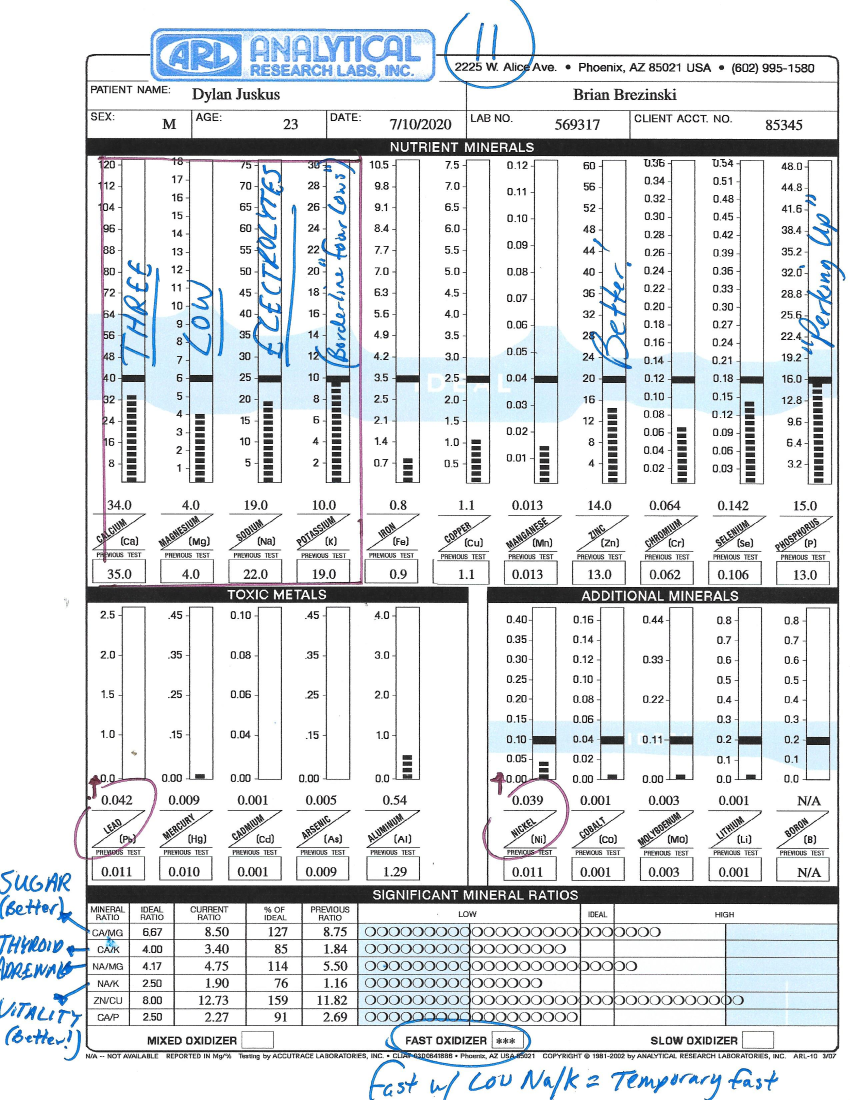 11
ARL ANALYTICAL
RESEARCH LABS, INC.
2225 W. Alice Ave. • Phoenix, AZ 85021 USA • (602) 995-1580
PATIENT NAME: Dylan Juskus Brian Brezinski
SEX: M AGE: 23 DATE: 7/10/2020 LAB NO. 569317 CLIENT ACCT. NO. 85345
NUTRIENT MINERALS
120 18 75 30 10.5 7.5 0.12 60 0.36 0.54 48.0
112 16 70 28 9.8 7.0 0.11 56 0.34 0.51 44.8
104 15 65 26 9.1 6.5 0.10 52 0.30 0.48 41.6
96 14 60 24 8.4 6.0 48 0.28 0.45 38.4
88 13 55 22 7.7 5.5 0.09 44 0.26 0.42 35.2
80 12 50 20 7.0 5.0 0.08 40 0.24 0.36 32.0
72 11 45 18 6.3 4.5 0.07 36 0.22 0.33 28.8
64 10 40 16 5.6 4.0 32 0.20 0.30 25.6
56 9 35 14 4.9 3.5 0.06 28 0.18 0.27 22.4
48 8 30 12 4.2 3.0 0.05 24 0.16 0.24 19.2
7 0.14 0.21
40 6 25 10 3.5 2.5 0.04 20 0.12 0.18 16.0
32 5 20 8 2.8 2.0 0.03 16 0.10 0.15 12.8
24 4 15 6 2.1 1.5 0.02 12 0.08 0.12 9.6
16 3 10 4 1.4 1.0 8 0.06 0.09 6.4
8 2 5 2 0.7 0.5 0.01 4 0.04 0.06 3.2
1 0.02 0.03
THREE
LOW
ELECTROLYTES
(Borderline "four Lows")
Better!
"Perking Up"
IDEAL
34.0 4.0 19.0 10.0 0.8 1.1 0.013 14.0 0.064 0.142 15.0
CALCIUM (Ca) MAGNESIUM (Mg) SODIUM (Na) POTASSIUM (K) IRON (Fe) COPPER (Cu) MANGANESE (Mn) ZINC (Zn) CHROMIUM (Cr) SELENIUM (Se) PHOSPHORUS (P)
PREVIOUS TEST PREVIOUS TEST PREVIOUS TEST PREVIOUS TEST PREVIOUS TEST PREVIOUS TEST PREVIOUS TEST PREVIOUS TEST PREVIOUS TEST PREVIOUS TEST PREVIOUS TEST
35.0 4.0 22.0 19.0 0.9 1.1 0.013 13.0 0.062 0.106 13.0
TOXIC METALS ADDITIONAL MINERALS
2.5 .45 0.10 .45 4.0 0.40 0.16 0.44 0.8 0.8
2.0 .35 0.08 .35 3.0 0.35 0.14 0.33 0.7 0.7
1.5 .25 0.06 .25 2.0 0.30 0.12 0.22 0.6 0.6
1.0 .15 0.04 .15 1.0 0.25 0.10 0.11 0.5 0.5
0.0 0.00 0.00 0.00 0.0 0.20 0.08 0.00 0.4 0.4
0.15 0.06 0.3 0.3
0.10 0.04 0.2 0.2
0.05 0.02 0.1 0.1
0.00 0.00 0.0 0.0
0.042 0.009 0.001 0.005 0.54 0.039 0.001 0.003 0.001 N/A
LEAD (Pb) MERCURY (Hg) CADMIUM (Cd) ARSENIC (As) ALUMINUM (Al) NICKEL (Ni) COBALT (Co) MOLYBDENUM (Mo) LITHIUM (Li) BORON (B)
PREVIOUS TEST PREVIOUS TEST PREVIOUS TEST PREVIOUS TEST PREVIOUS TEST PREVIOUS TEST PREVIOUS TEST PREVIOUS TEST PREVIOUS TEST PREVIOUS TEST
0.011 0.010 0.001 0.009 1.29 0.011 0.001 0.003 0.001 N/A
SIGNIFICANT MINERAL RATIOS
MINERAL RATIO IDEAL RATIO CURRENT RATIO % OF IDEAL PREVIOUS RATIO LOW IDEAL HIGH
SUGAR
(Better)
CA/MG 6.67 8.50 127 8.75
THYROID
CA/K 4.00 3.40 85 1.84
ADRENAL
NA/MG 4.17 4.75 114 5.50
NA/K 2.50 1.90 76 1.16
VITALITY
(Better!)
ZN/CU 8.00 12.73 159 11.82
CA/P 2.50 2.27 91 2.69
MIXED OXIDIZER FAST OXIDIZER *** SLOW OXIDIZER
N/A -- NOT AVAILABLE REPORTED IN Mg/% Testing by ACCUTRACE LABORATORIES, INC. • CLIA# 03D0641888 • Phoenix, AZ USA 85021 COPYRIGHT © 1981-2002 by ANALYTICAL RESEARCH LABORATORIES, INC. ARL-10 3/07
Fast w/ Low Na/K = Temporary fast